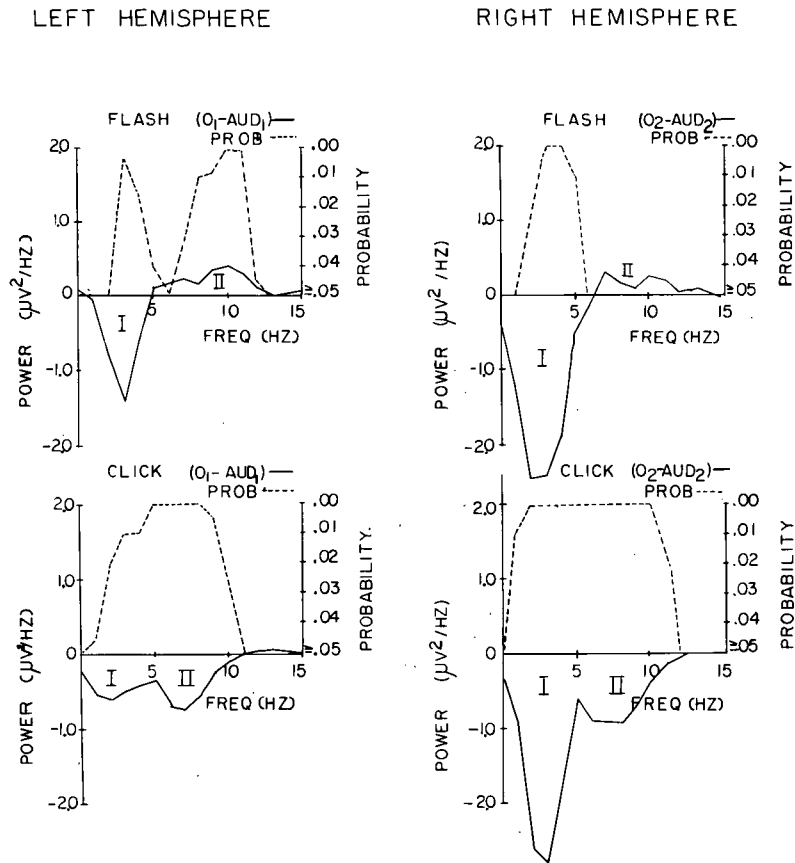 LEFT HEMISPHERE
RIGHT HEMISPHERE
FLASH (O1-AUD1)
PROB
2.0
1.0
0
-1.0
-2.0
POWER (μV²/HZ)
I
II
5
10
15
FREQ (HZ)
.00
.01
.02
.03
.04
≥.05
PROBABILITY
FLASH (O2-AUD2)
PROB
2.0
1.0
0
-1.0
-2.0
POWER (μV²/HZ)
I
II
5
10
15
FREQ (HZ)
.00
.01
.02
.03
.04
≥.05
PROBABILITY
CLICK (O1-AUD1)
PROB
2.0
1.0
0
-1.0
-2.0
POWER (μV²/HZ)
I
II
5
10
15
FREQ (HZ)
.00
.01
.02
.03
.04
≥.05
PROBABILITY.
CLICK (O2-AUD2)
PROB
2.0
1.0
0
-1.0
-2.0
POWER (μV²/HZ)
I
II
5
10
15
FREQ (HZ)
.00
.01
.02
.03
.04
≥.05
PROBABILITY